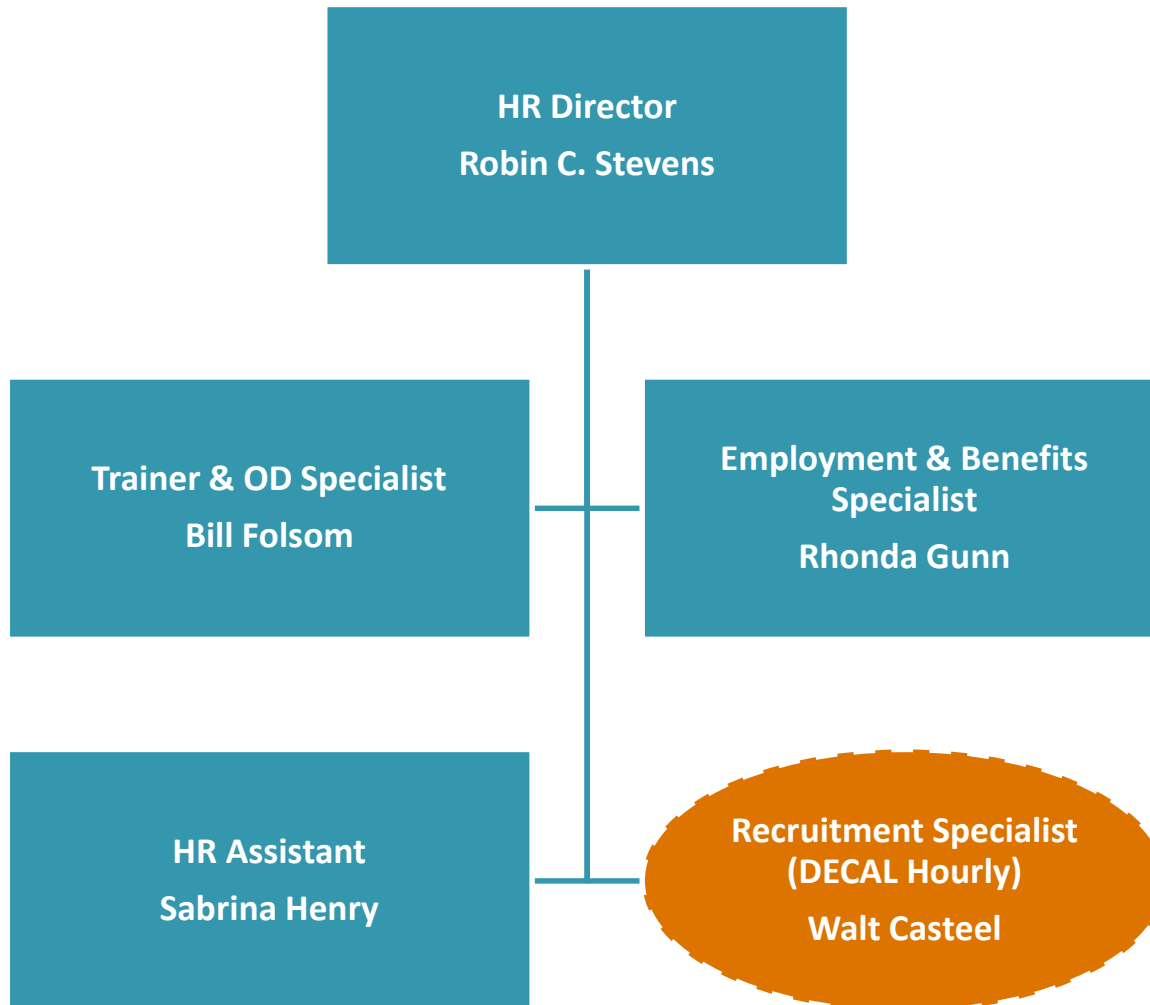 HR Director
Robin C. Stevens
Trainer & OD Specialist
Bill Folsom
Employment & Benefits
Specialist
Rhonda Gunn
HR Assistant
Sabrina Henry
Recruitment Specialist
(DECAL Hourly)
Walt Casteel